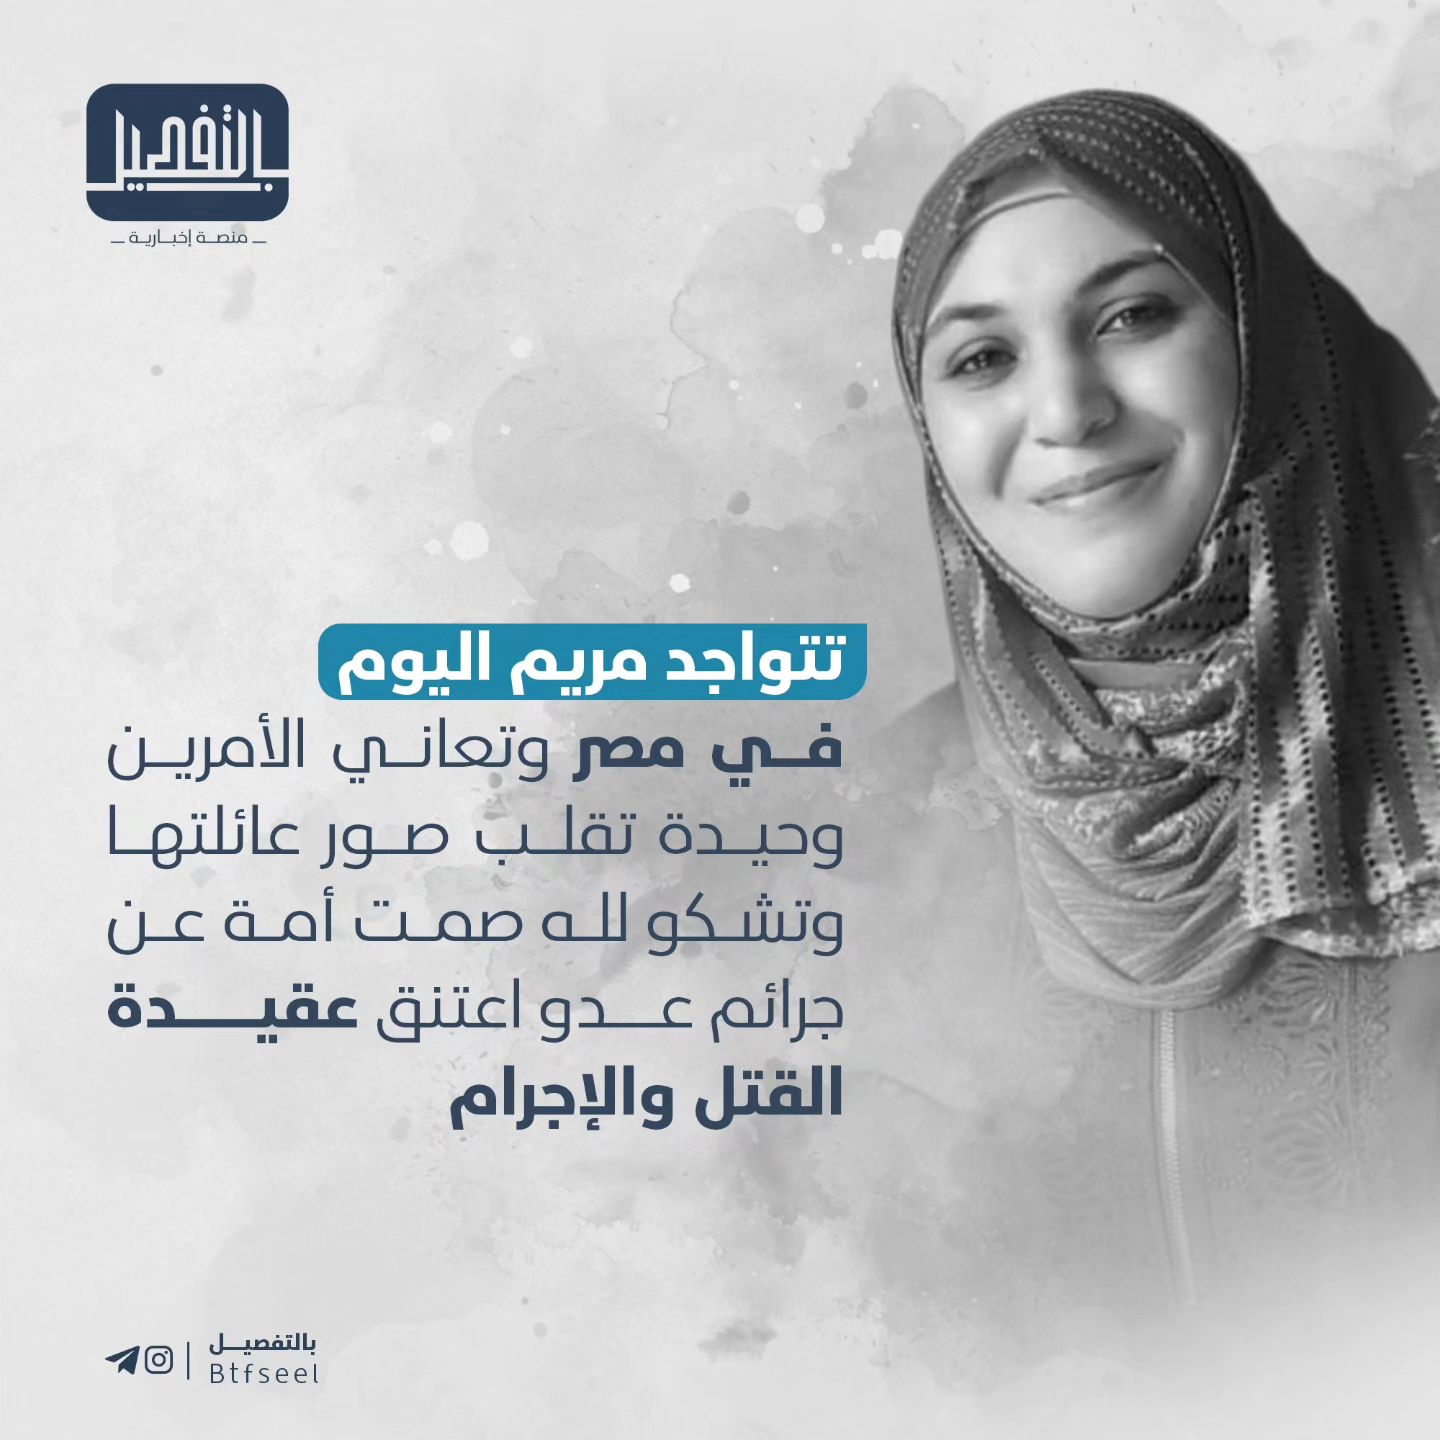 بالتفصيل
منصة إخبارية
تتواجد مريم اليوم
في مصر وتعاني الأمرين
وحيدة تقلب صور عائلتها
وتشكو لله صمت أمة عن
جرائم عدو اعتنق عقيدة
القتل والإجرام
بالتفصيل
Btfseel